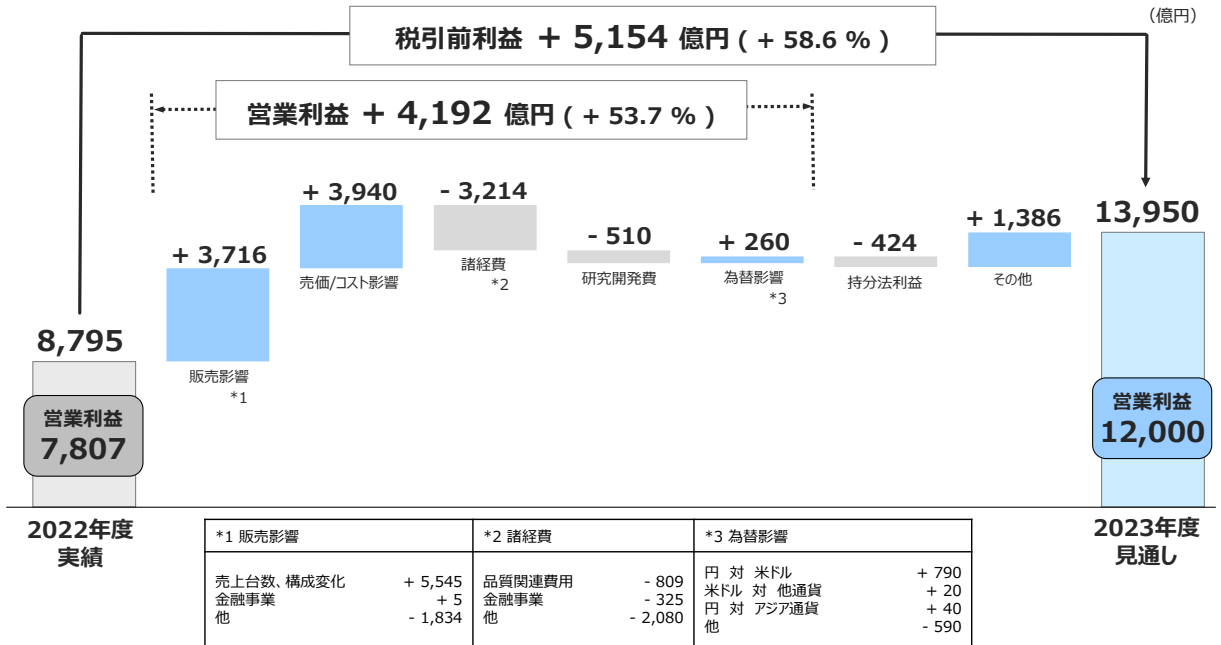 （億円）
税引前利益 + 5,154 億円 ( + 58.6 % )
営業利益 + 4,192 億円 ( + 53.7 % )
8,795
営業利益
7,807
2022年度
実績
+ 3,716
販売影響
*1
+ 3,940
売価/コスト影響
- 3,214
諸経費
*2
- 510
研究開発費
+ 260
為替影響
*3
- 424
持分法利益
+ 1,386
その他
13,950
営業利益
12,000
2023年度
見通し
*1 販売影響
売上台数、構成変化 + 5,545
金融事業 + 5
他 - 1,834
*2 諸経費
品質関連費用 - 809
金融事業 - 325
他 - 2,080
*3 為替影響
円 対 米ドル + 790
米ドル 対 他通貨 + 20
円 対 アジア通貨 + 40
他 - 590